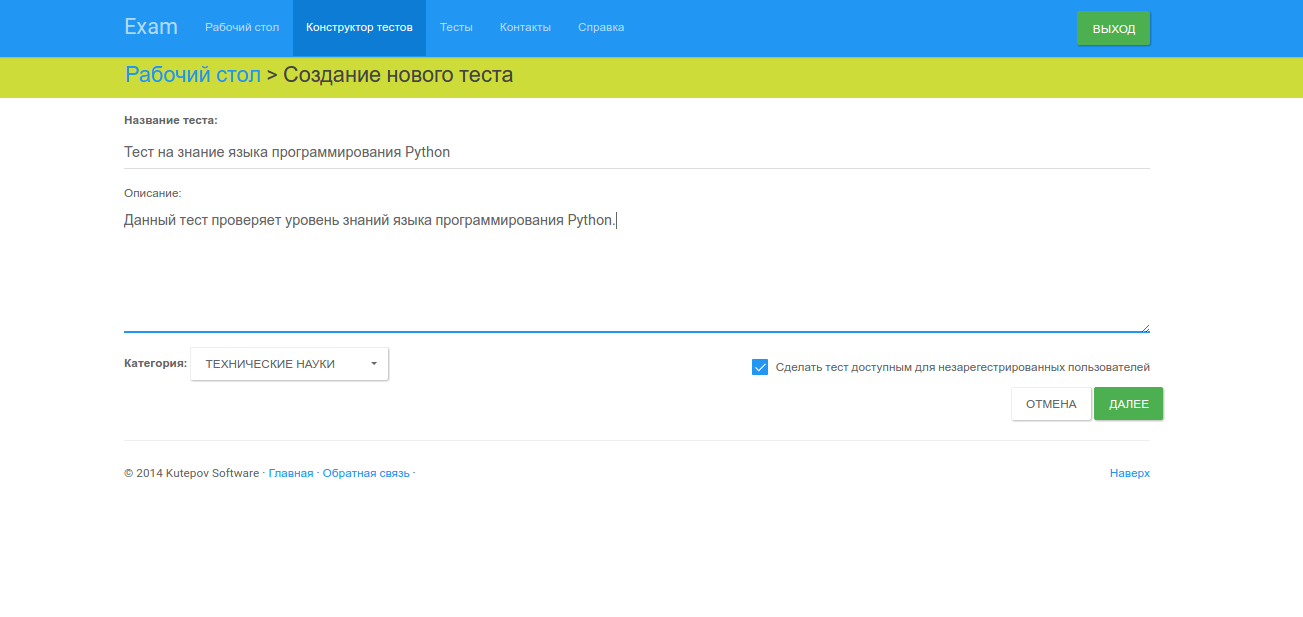 Exam Рабочий стол Конструктор тестов Тесты Контакты Справка ВЫХОД
Рабочий стол > Создание нового теста
Название теста:
Тест на знание языка программирования Python
Описание:
Данный тест проверяет уровень знаний языка программирования Python.
Категория: ТЕХНИЧЕСКИЕ НАУКИ Сделать тест доступным для незарегестрированных пользователей
ОТМЕНА ДАЛЕЕ
© 2014 Kutepov Software · Главная · Обратная связь · Наверх